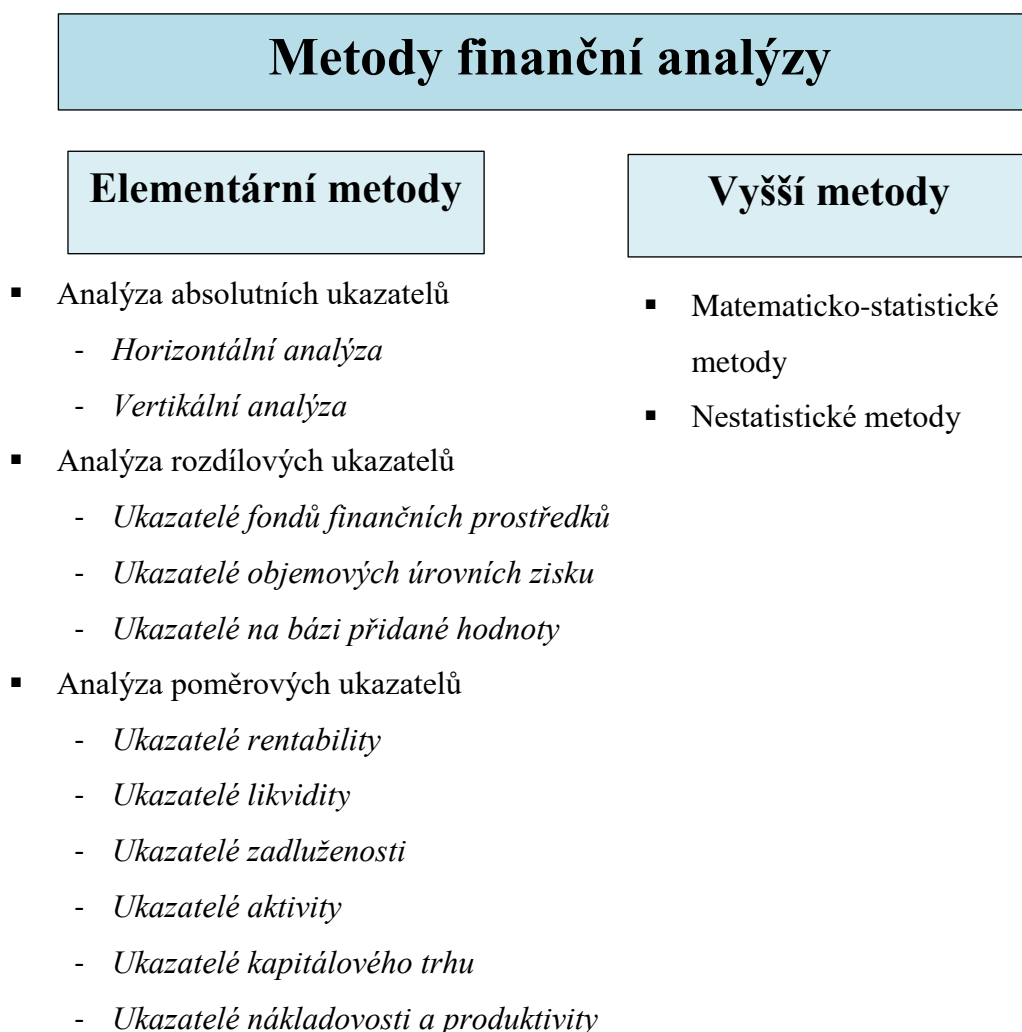 Metody finanční analýzy
Elementární metody
▪ Analýza absolutních ukazatelů
- Horizontální analýza
- Vertikální analýza
▪ Analýza rozdílových ukazatelů
- Ukazatelé fondů finančních prostředků
- Ukazatelé objemových úrovních zisku
- Ukazatelé na bázi přidané hodnoty
▪ Analýza poměrových ukazatelů
- Ukazatelé rentability
- Ukazatelé likvidity
- Ukazatelé zadluženosti
- Ukazatelé aktivity
- Ukazatelé kapitálového trhu
- Ukazatelé nákladovosti a produktivity
Vyšší metody
▪ Matematicko-statistické
metody
▪ Nestatistické metody